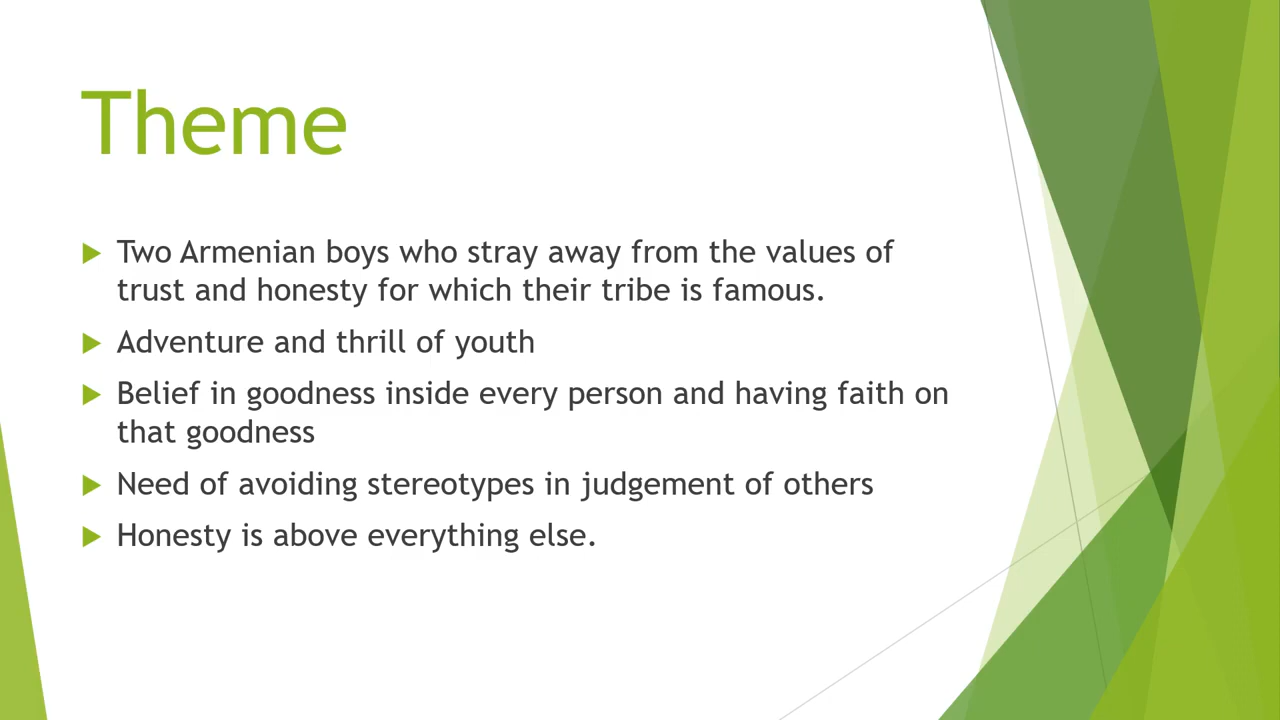 Theme
Two Armenian boys who stray away from the values of
trust and honesty for which their tribe is famous.
Adventure and thrill of youth
Belief in goodness inside every person and having faith on
that goodness
Need of avoiding stereotypes in judgement of others
Honesty is above everything else.